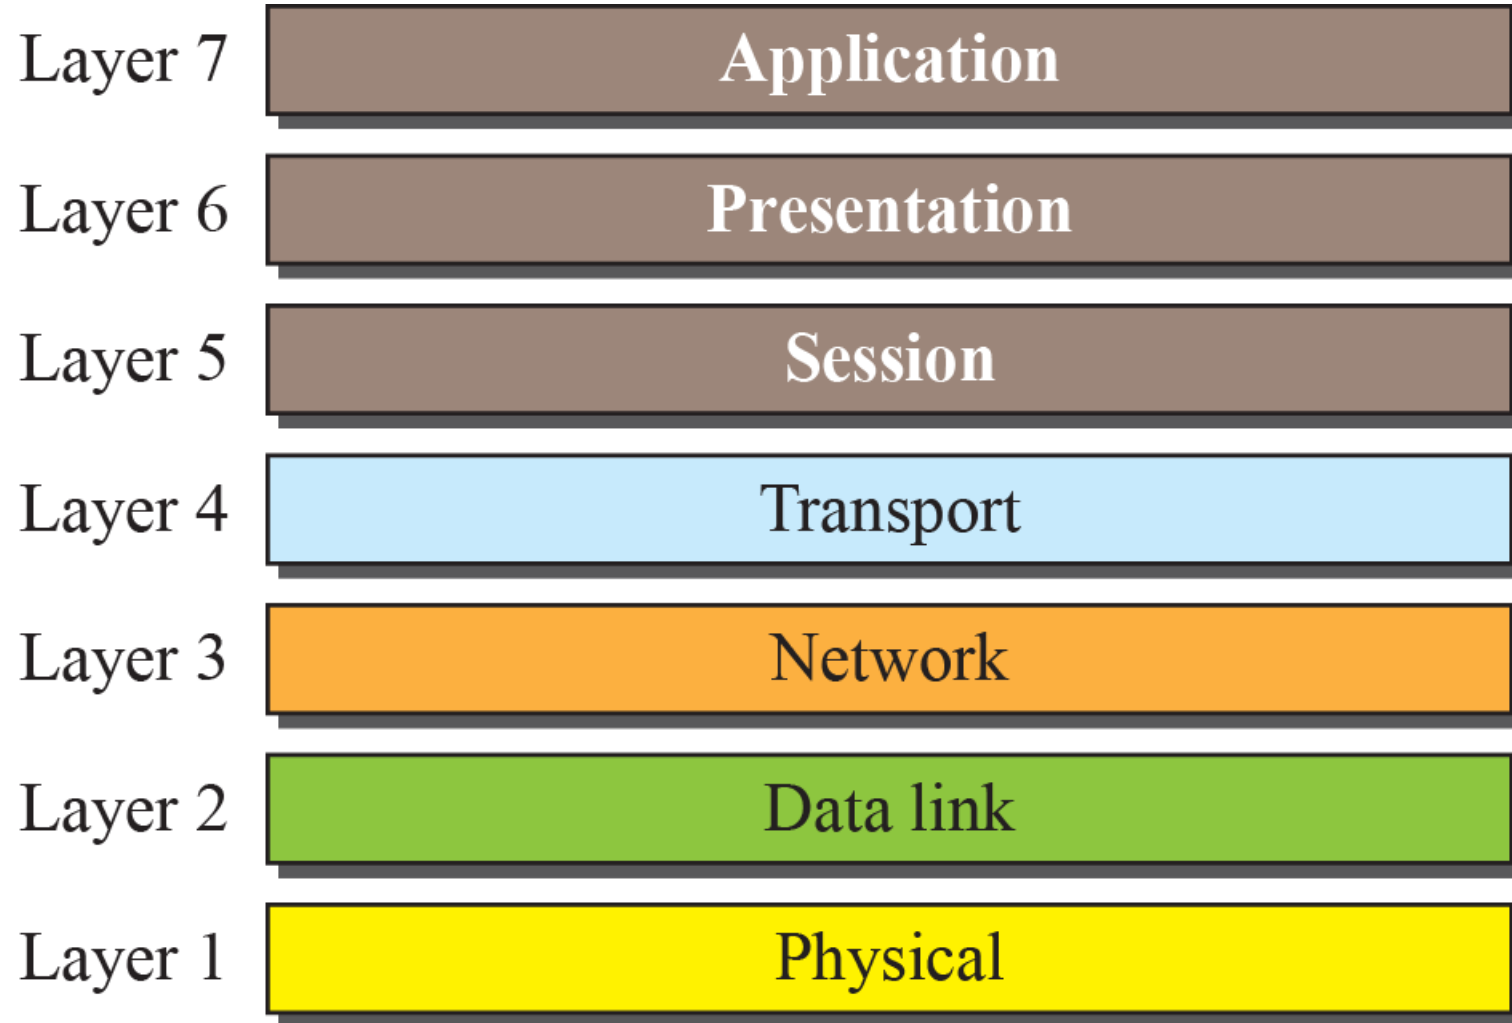 Layer 7 Application
Layer 6 Presentation
Layer 5 Session
Layer 4 Transport
Layer 3 Network
Layer 2 Data link
Layer 1 Physical